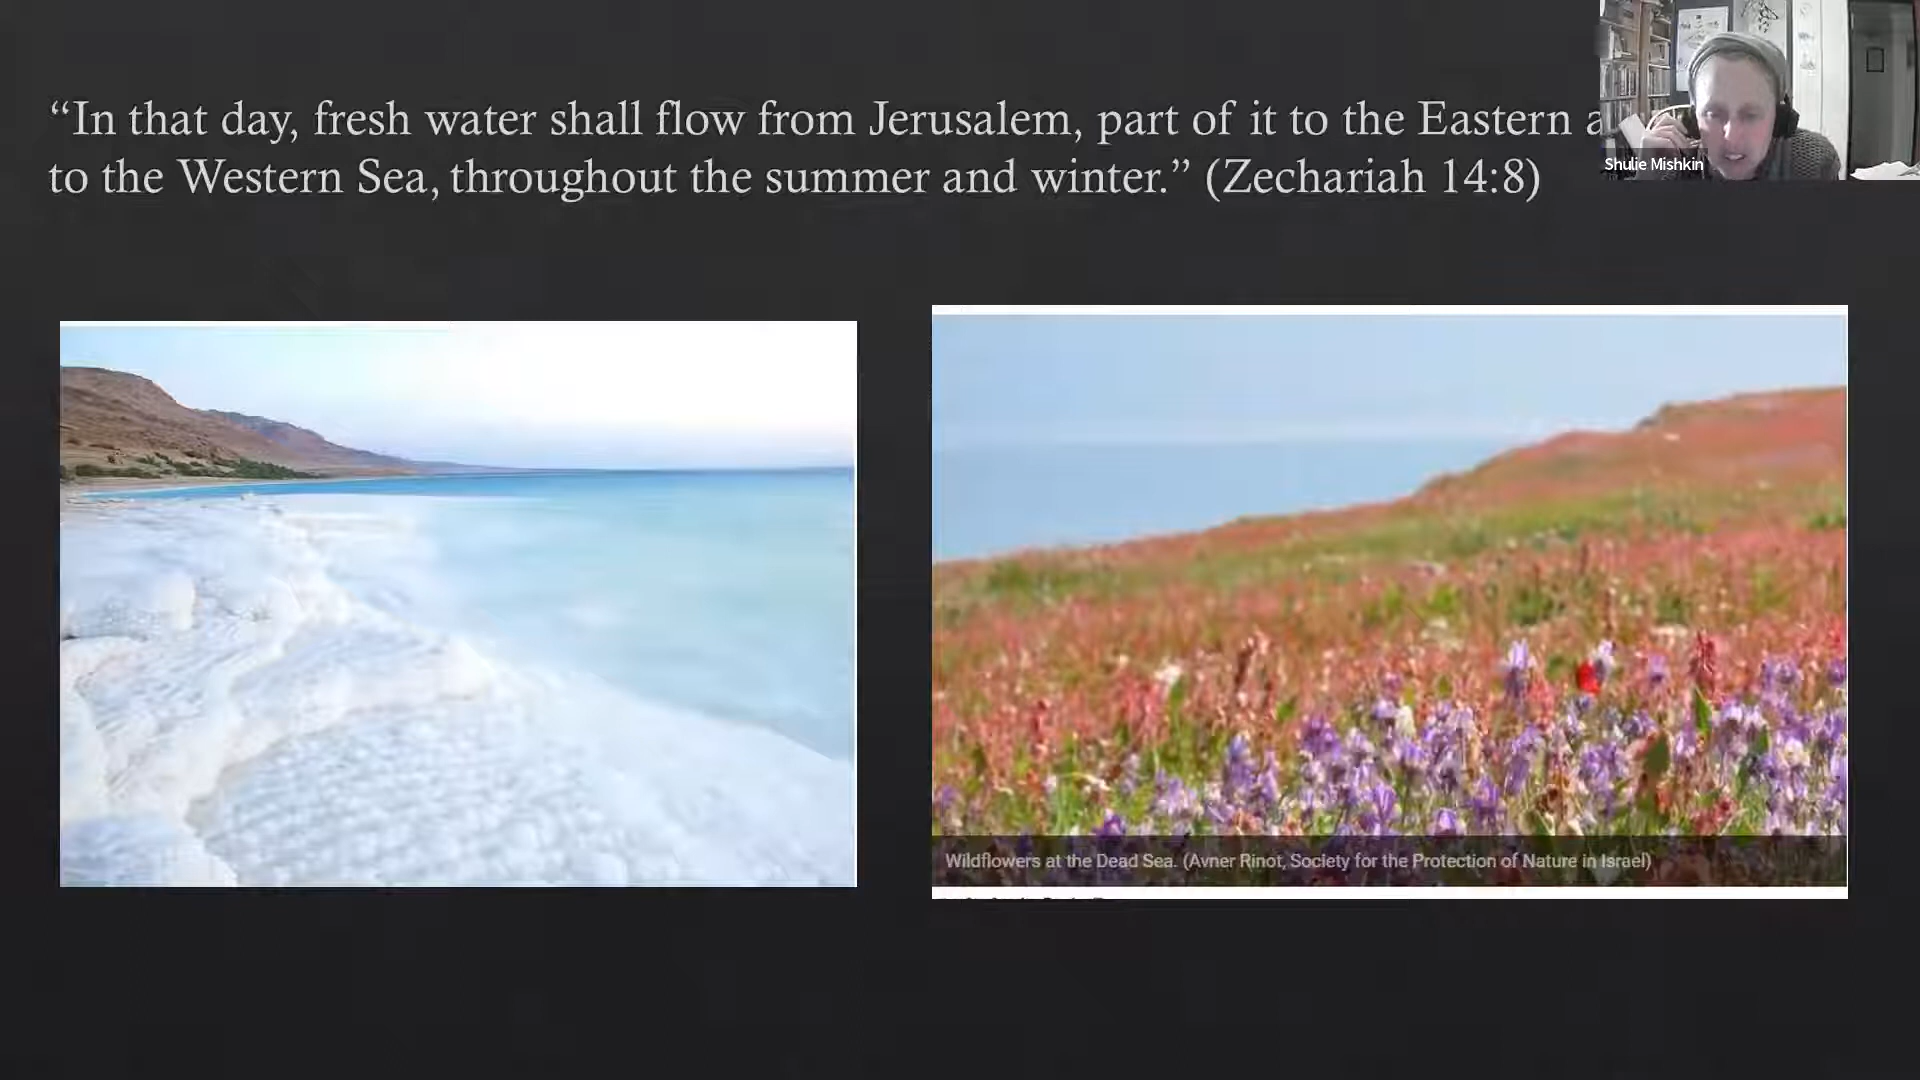 “In that day, fresh water shall flow from Jerusalem, part of it to the Eastern
to the Western Sea, throughout the summer and winter.” (Zechariah 14:8)
Shulie Mishkin
Wildflowers at the Dead Sea. (Avner Rinot, Society for the Protection of Nature in Israel)